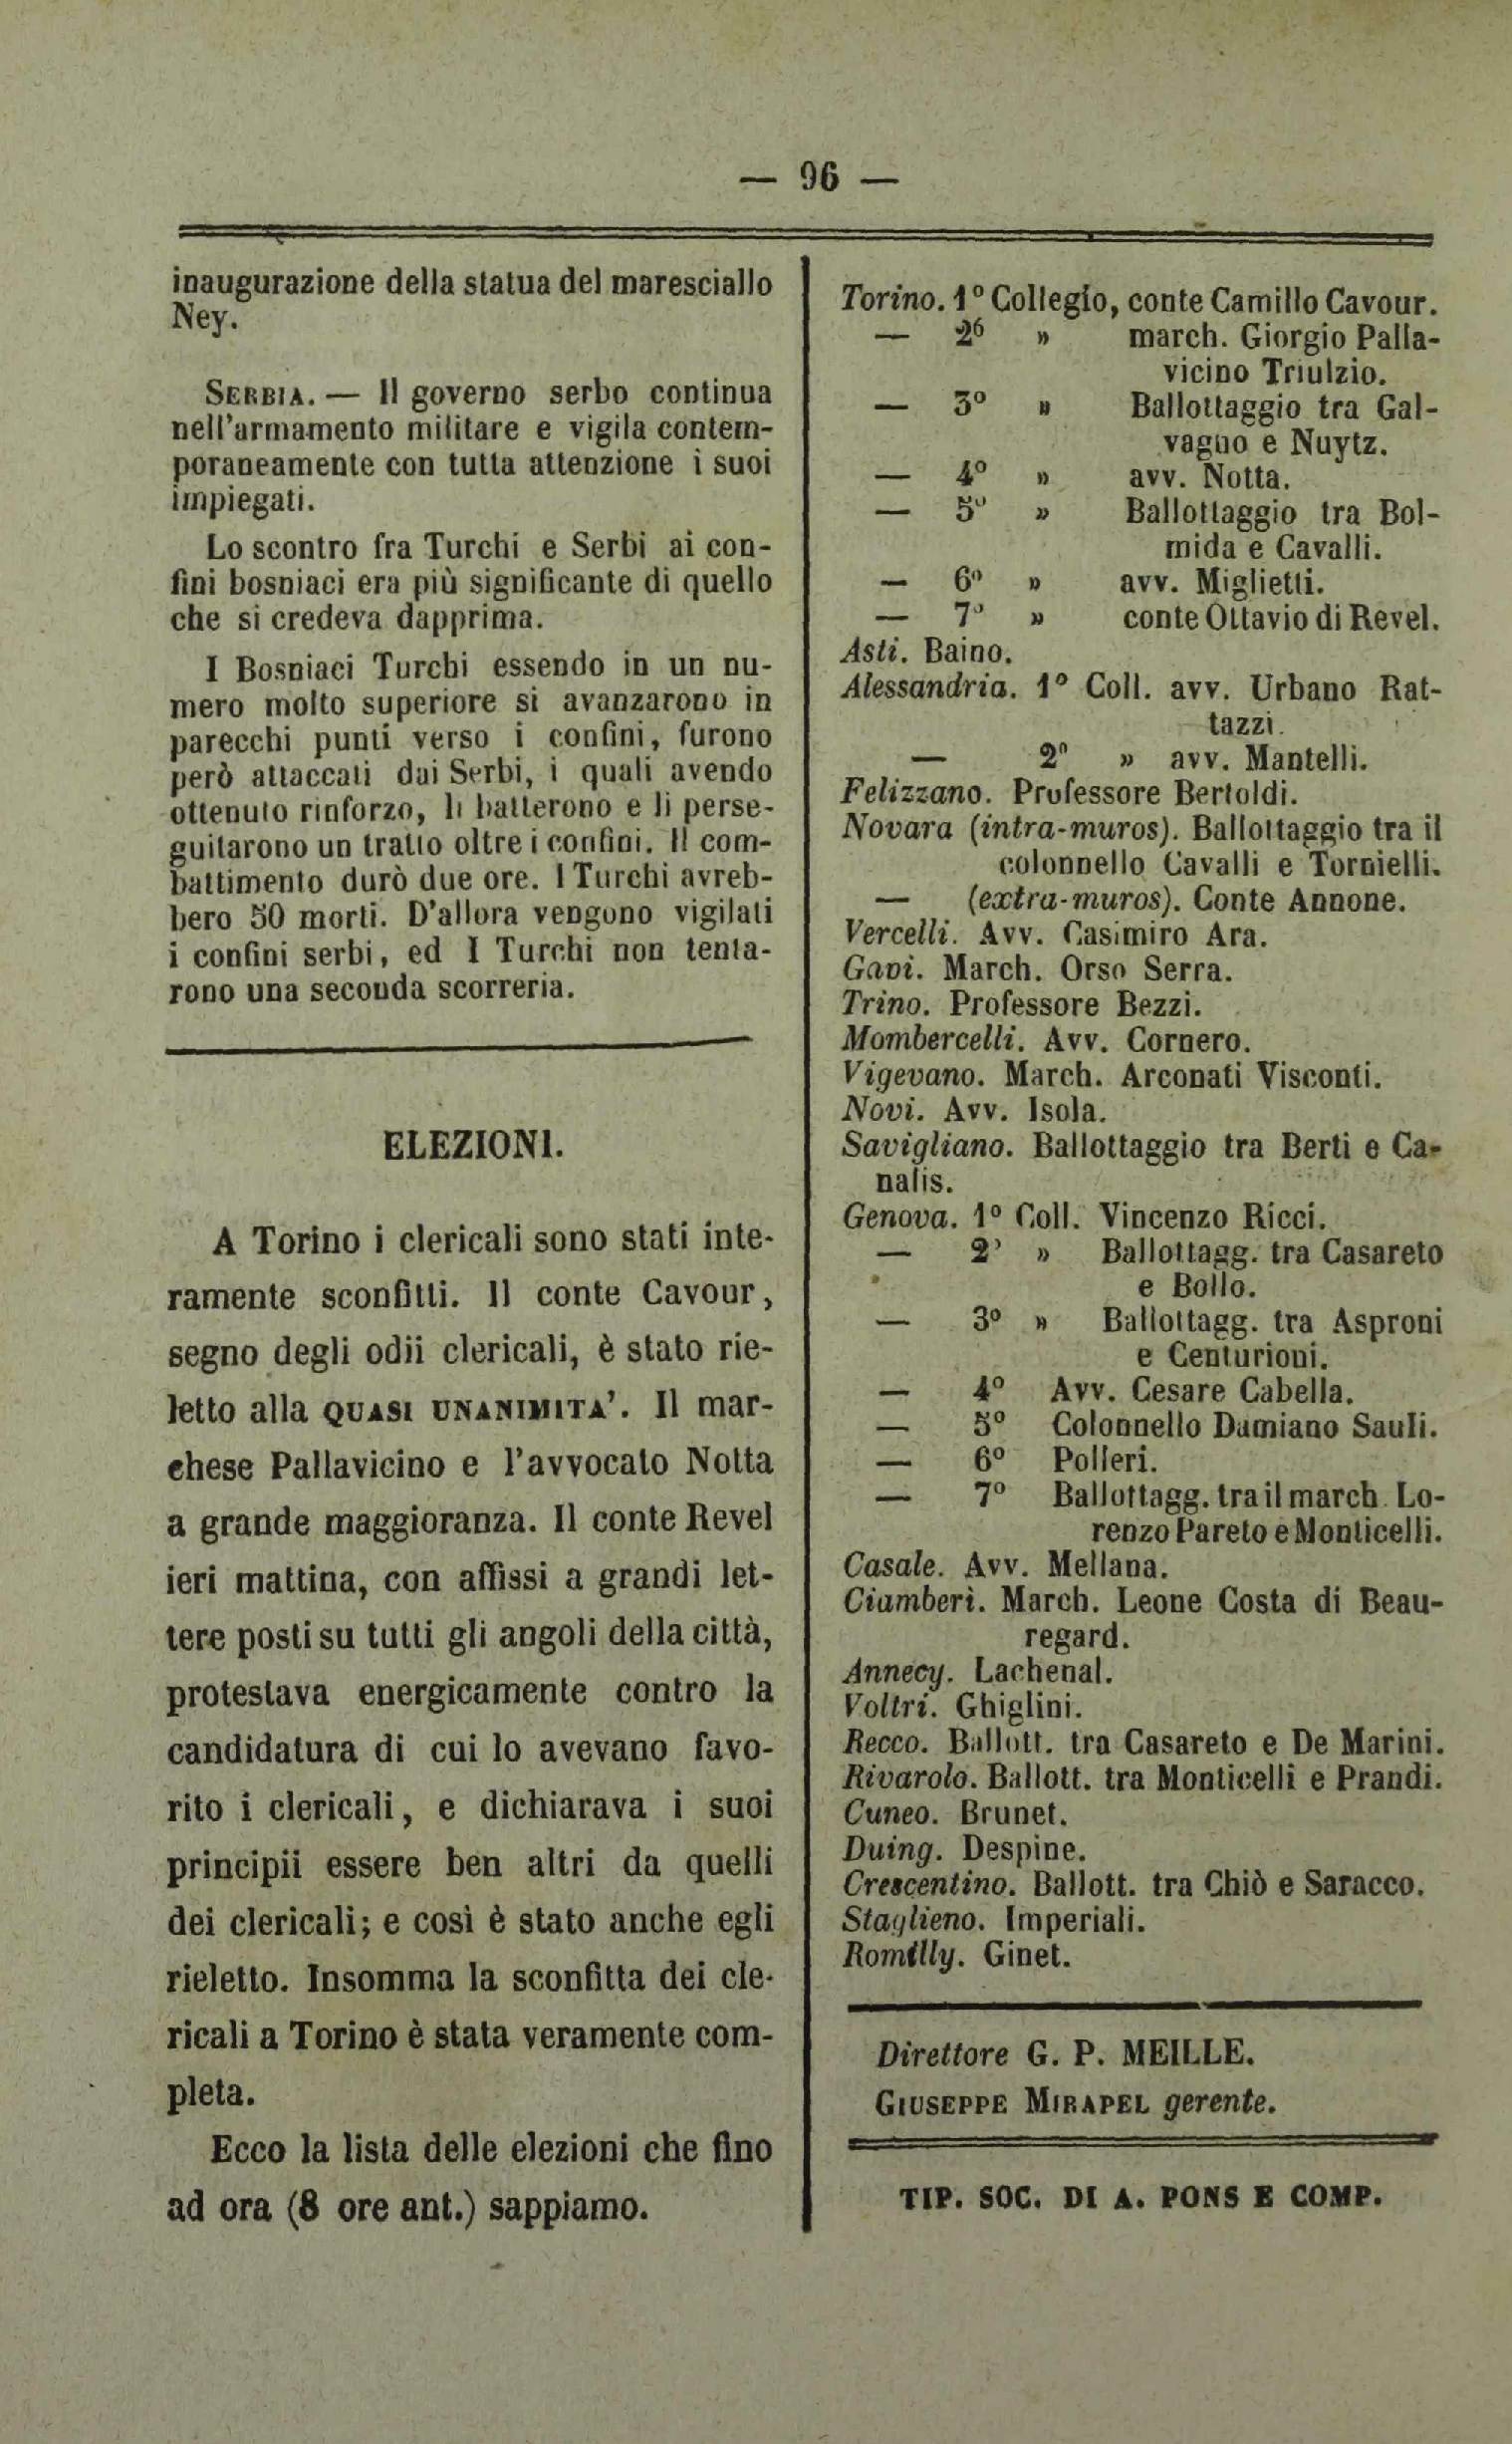 — 96 —
inaugurazione della statua del maresciallo
Ney.
SERBIA. — Il governo serbo continua
nell'armamento militare e vigila contem-
poraneamente con tutta attenzione i suoi
impiegati.
Lo scontro fra Turchi e Serbi ai con-
fini bosniaci era più significante di quello
che si credeva dapprima.
I Bosniaci Turchi essendo in un nu-
mero molto superiore si avanzarono in
parecchi punti verso i confini, furono
però attaccati dai Serbi, i quali avendo
ottenuto rinforzo, li batterono e li perse-
guitarono un tratto oltre i confini. Il com-
battimento durò due ore. I Turchi avreb-
bero 50 morti. D'allora vengono vigilati
i confini serbi, ed I Turchi non tenta-
rono una seconda scorreria.
ELEZIONI.
A Torino i clericali sono stati inte-
ramente sconfitti. Il conte Cavour,
segno degli odii clericali, è stato rie-
letto alla QUASI UNANIMITA'. Il mar-
chese Pallavicino e l'avvocato Notta
a grande maggioranza. Il conte Revel
ieri mattina, con affissi a grandi let-
tere posti su tutti gli angoli della città,
protestava energicamente contro la
candidatura di cui lo avevano favo-
rito i clericali, e dichiarava i suoi
principii essere ben altri da quelli
dei clericali; e così è stato anche egli
rieletto. Insomma la sconfitta dei cle-
ricali a Torino è stata veramente com-
pleta.
Ecco la lista delle elezioni che fino
ad ora (8 ore ant.) sappiamo.
Torino. 1º Collegio, conte Camillo Cavour.
— 26 » march. Giorgio Palla-
vicino Triulzio.
— 3º » Ballottaggio tra Gal-
vagno e Nuytz.
— 4º » avv. Notta.
— 5º » Ballottaggio tra Bol-
mida e Cavalli.
— 6º » avv. Miglietti.
— 7º » conte Ottavio di Revel.
Asti. Baino.
Alessandria. 1º Coll. avv. Urbano Rat-
tazzi.
— 2º » avv. Mantelli.
Felizzano. Professore Bertoldi.
Novara (intra-muros). Ballottaggio tra il
colonnello Cavalli e Tornielli.
— (extra-muros). Conte Annone.
Vercelli. Avv. Casimiro Ara.
Gavi. March. Orso Serra.
Trino. Professore Bezzi.
Mombercelli. Avv. Cornero.
Vigevano. March. Arconati Visconti.
Novi. Avv. Isola.
Savigliano. Ballottaggio tra Berti e Ca-
nalis.
Genova. 1º Coll. Vincenzo Ricci.
— 2º » Ballottagg. tra Casareto
e Bollo.
— 3º » Ballottagg. tra Asproni
e Centurioni.
— 4º Avv. Cesare Cabella.
— 5º Colonnello Damiano Sauli.
— 6º Polleri.
— 7º Ballottagg. tra il march. Lo-
renzo Pareto e Monticelli.
Casale. Avv. Mellana.
Ciamberì. March. Leone Costa di Beau-
regard.
Annecy. Lachenal.
Voltri. Ghiglini.
Recco. Ballott. tra Casareto e De Marini.
Rivarolo. Ballott. tra Monticelli e Prandi.
Cuneo. Brunet.
Duing. Despine.
Crescentino. Ballott. tra Chiò e Saracco.
Staglieno. Imperiali.
Romilly. Ginet.
Direttore G. P. MEILLE.
GIUSEPPE MIRAPEL gerente.
TIP. SOC. DI A. PONS E COMP.